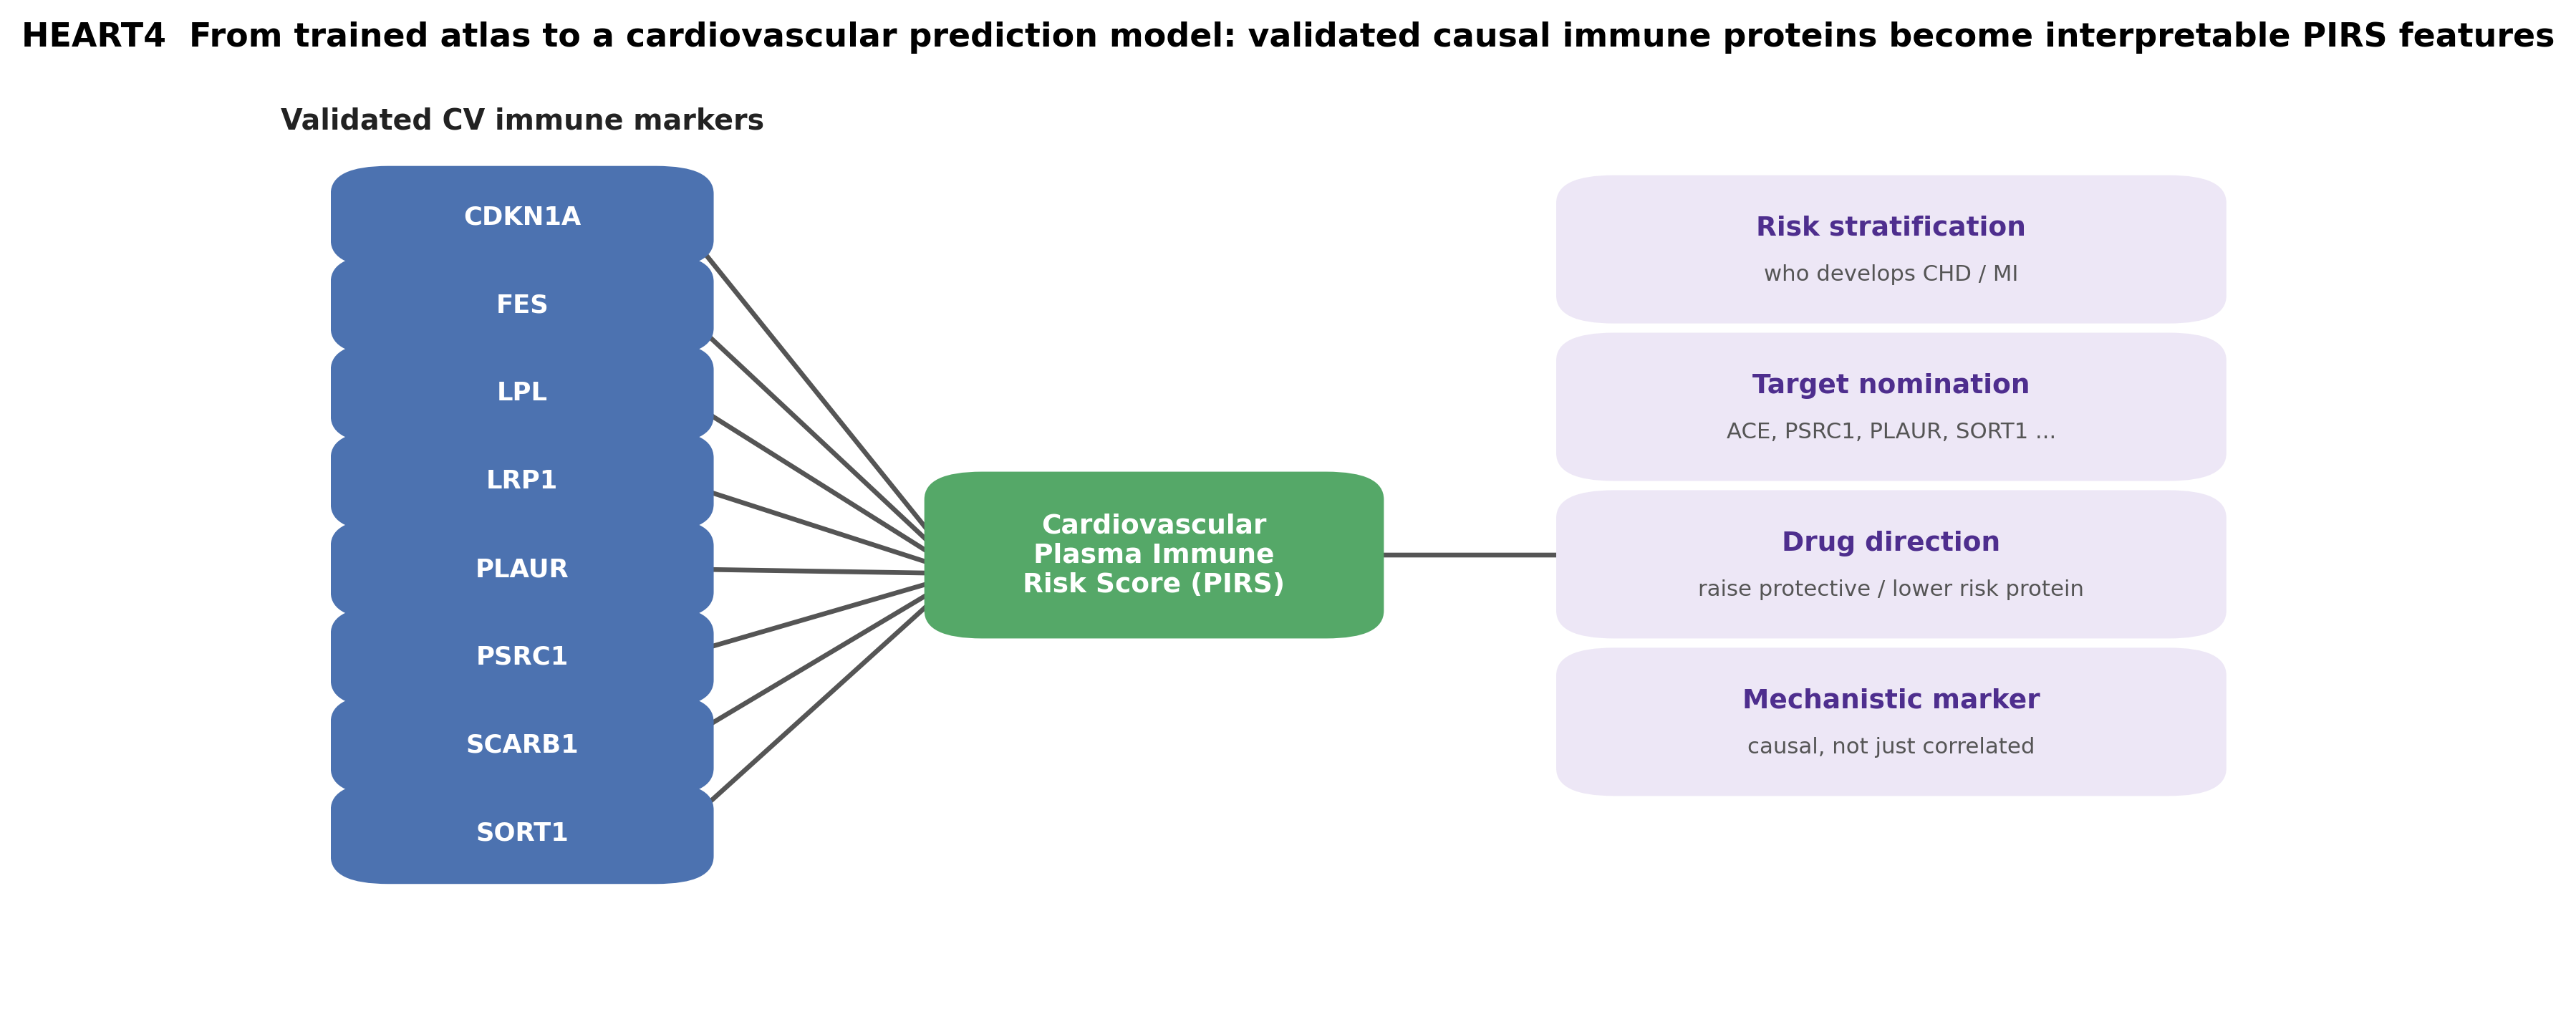 HEART4  From trained atlas to a cardiovascular prediction model: validated causal immune proteins become interpretable PIRS features
Validated CV immune markers
CDKN1A
FES
LPL
LRP1
PLAUR
PSRC1
SCARB1
SORT1
Cardiovascular
Plasma Immune
Risk Score (PIRS)
Risk stratification
who develops CHD / MI
Target nomination
ACE, PSRC1, PLAUR, SORT1 ...
Drug direction
raise protective / lower risk protein
Mechanistic marker
causal, not just correlated